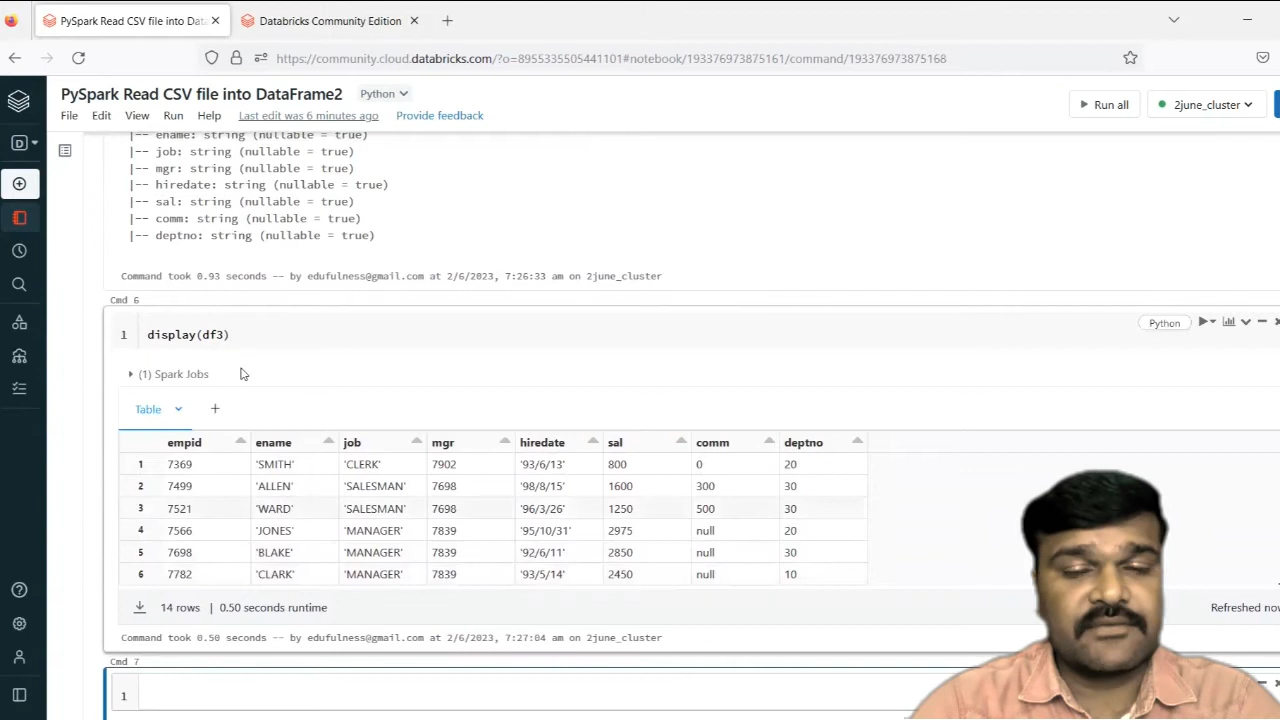 PySpark Read CSV file into Data
Databricks Community Edition
https://community.cloud.databricks.com/?o=8955335505441101#notebook/193376973875161/command/193376973875168
PySpark Read CSV file into DataFrame2 Python
Run all 2june_cluster
File Edit View Run Help Last edit was 6 minutes ago Provide feedback
D
|-- ename: string (nullable = true)
|-- job: string (nullable = true)
|-- mgr: string (nullable = true)
|-- hiredate: string (nullable = true)
|-- sal: string (nullable = true)
|-- comm: string (nullable = true)
|-- deptno: string (nullable = true)
Command took 0.93 seconds -- by edufulness@gmail.com at 2/6/2023, 7:26:33 am on 2june_cluster
Cmd 6
Python
1 display(df3)
(1) Spark Jobs
Table +
empid ename job mgr hiredate sal comm deptno
1 7369 'SMITH' 'CLERK' 7902 '93/6/13' 800 0 20
2 7499 'ALLEN' 'SALESMAN' 7698 '98/8/15' 1600 300 30
3 7521 'WARD' 'SALESMAN' 7698 '96/3/26' 1250 500 30
4 7566 'JONES' 'MANAGER' 7839 '95/10/31' 2975 null 20
5 7698 'BLAKE' 'MANAGER' 7839 '92/6/11' 2850 null 30
6 7782 'CLARK' 'MANAGER' 7839 '93/5/14' 2450 null 10
14 rows | 0.50 seconds runtime
Refreshed now
Command took 0.50 seconds -- by edufulness@gmail.com at 2/6/2023, 7:27:04 am on 2june_cluster
Cmd 7
1